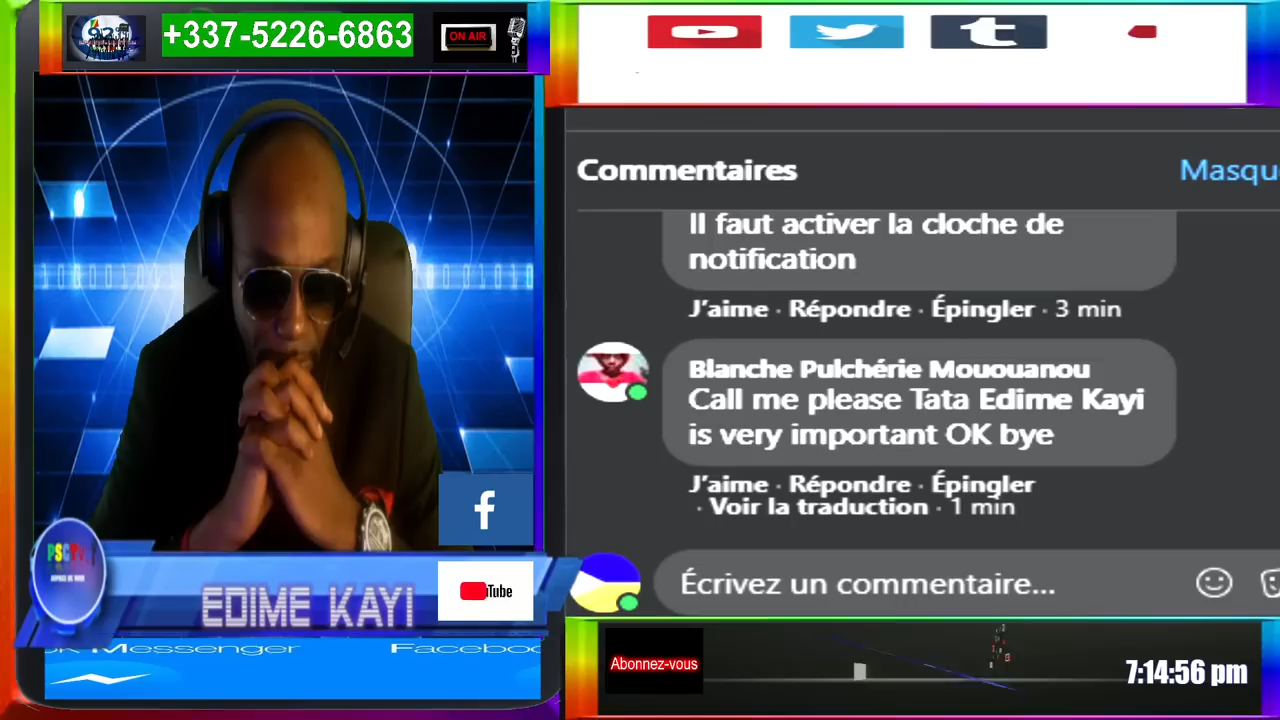 +337-5226-6863
ON AIR
Commentaires
Masqu
Il faut activer la cloche de
notification
J'aime · Répondre · Épingler · 3 min
Blanche Pulchérie Mououanou
Call me please Tata Edime Kayi
is very important OK bye
J'aime · Répondre · Épingler
· Voir la traduction · 1 min
Écrivez un commentaire...
EDIME KAYI
Tube
Messenger
Facebo
Abonnez-vous
7:14:56 pm